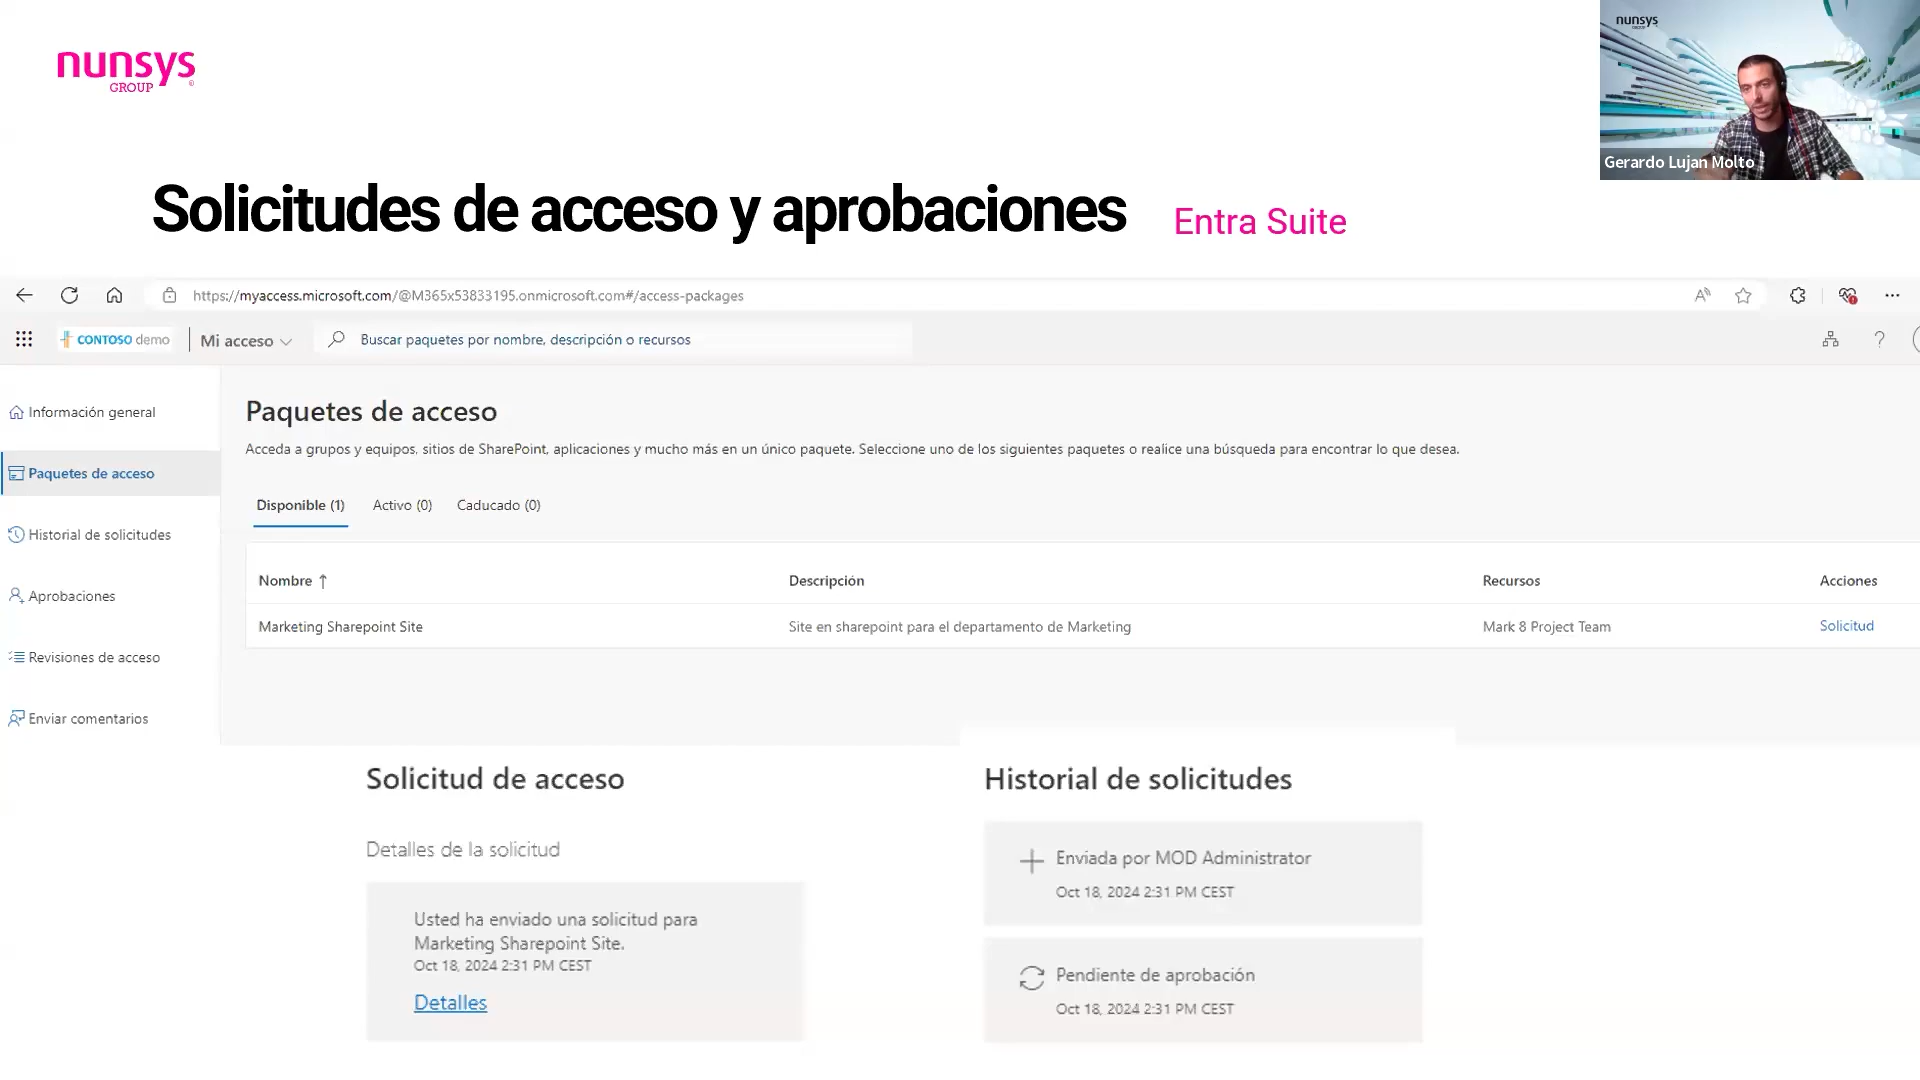 nunsys
GROUP
nunsys
Gerardo Lujan Molto
Solicitudes de acceso y aprobaciones
Entra Suite
https://myaccess.microsoft.com/@M365x53833195.onmicrosoft.com#/access-packages
CONTOSO demo
Mi acceso
Buscar paquetes por nombre, descripción o recursos
Información general
Paquetes de acceso
Historial de solicitudes
Aprobaciones
Revisiones de acceso
Enviar comentarios
Paquetes de acceso
Acceda a grupos y equipos, sitios de SharePoint, aplicaciones y mucho más en un único paquete. Seleccione uno de los siguientes paquetes o realice una búsqueda para encontrar lo que desea.
Disponible (1) Activo (0) Caducado (0)
Nombre ↑ Descripción Recursos Acciones
Marketing Sharepoint Site Site en sharepoint para el departamento de Marketing Mark 8 Project Team Solicitud
Solicitud de acceso
Detalles de la solicitud
Usted ha enviado una solicitud para
Marketing Sharepoint Site.
Oct 18, 2024 2:31 PM CEST
Detalles
Historial de solicitudes
Enviada por MOD Administrator
Oct 18, 2024 2:31 PM CEST
Pendiente de aprobación
Oct 18, 2024 2:31 PM CEST